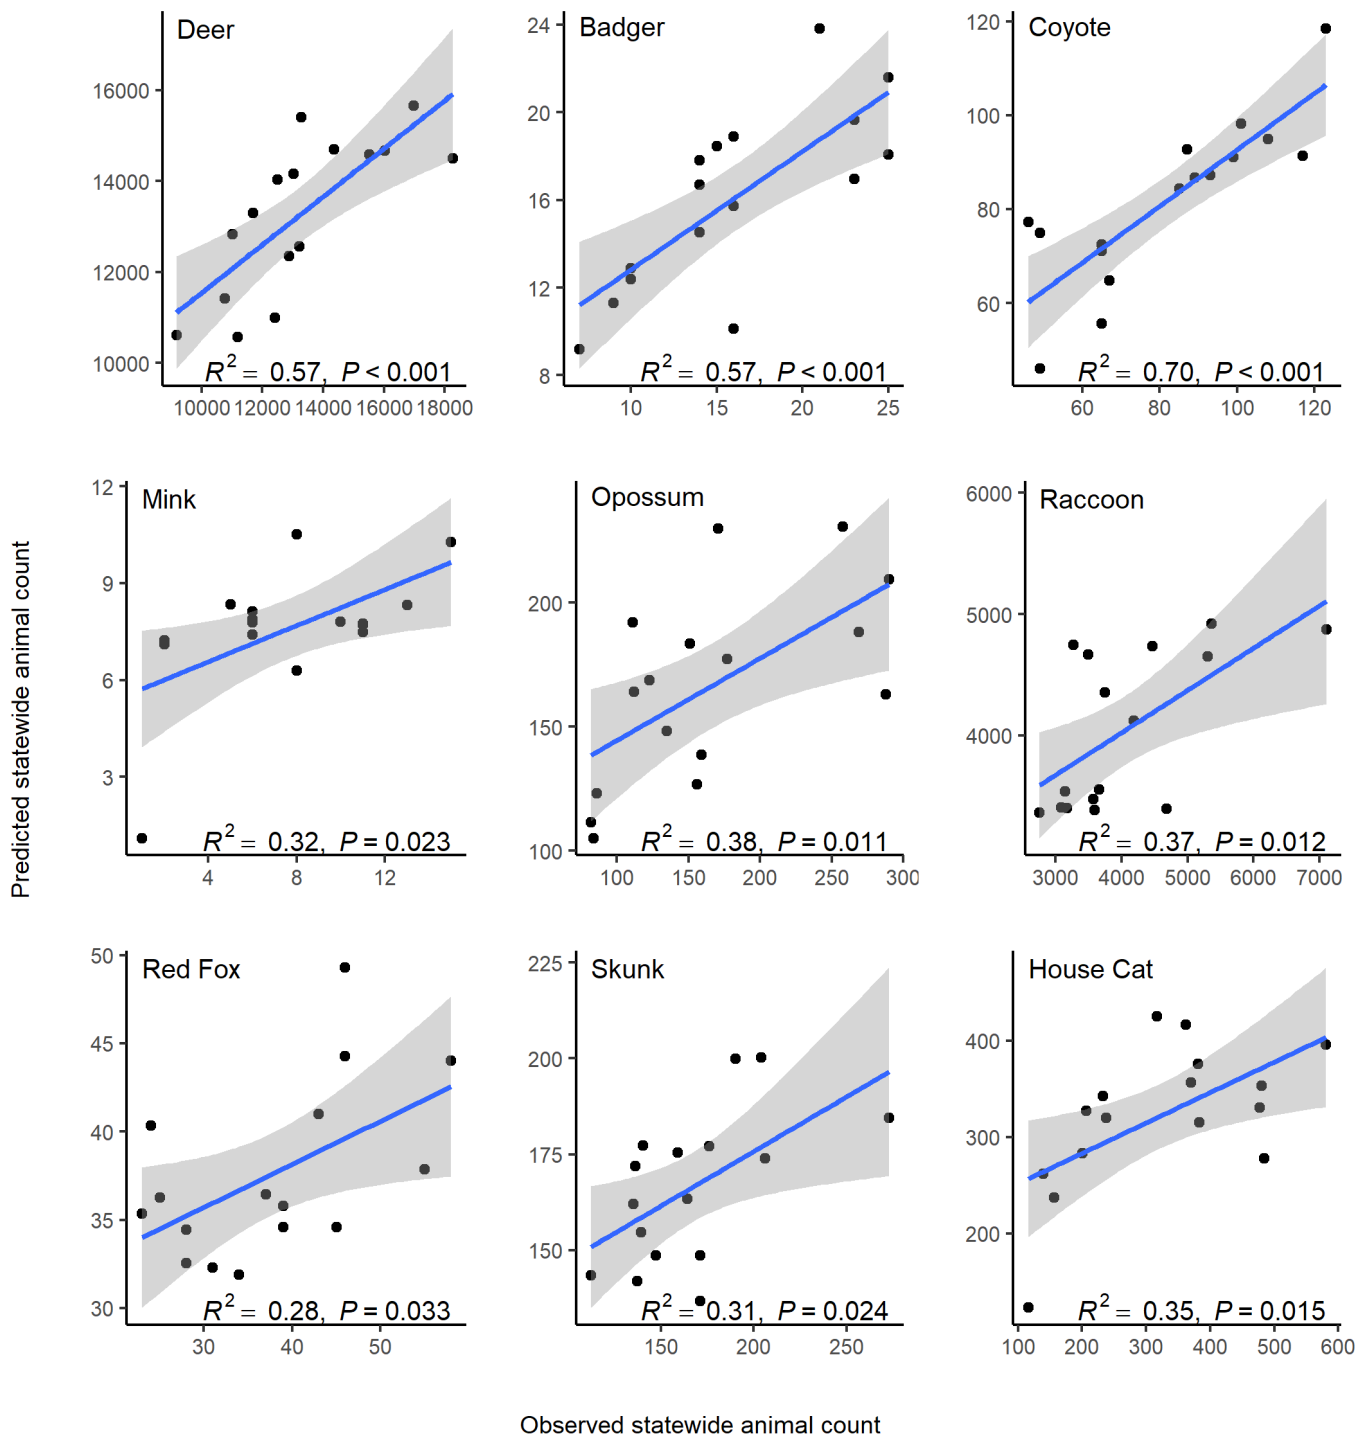 Deer
16000
14000
12000
10000
R² = 0.57, P < 0.001
10000 12000 14000 16000 18000
Badger
24
20
16
12
8
R² = 0.57, P < 0.001
10 15 20 25
Coyote
120
100
80
60
R² = 0.70, P < 0.001
60 80 100 120
Predicted statewide animal count
Mink
12
9
6
3
R² = 0.32, P = 0.023
4 8 12
Opossum
200
150
100
R² = 0.38, P = 0.011
100 150 200 250 300
Raccoon
6000
5000
4000
R² = 0.37, P = 0.012
3000 4000 5000 6000 7000
Red Fox
50
45
40
35
30
R² = 0.28, P = 0.033
30 40 50
Skunk
225
200
175
150
R² = 0.31, P = 0.024
150 200 250
House Cat
400
300
200
R² = 0.35, P = 0.015
100 200 300 400 500 600
Observed statewide animal count